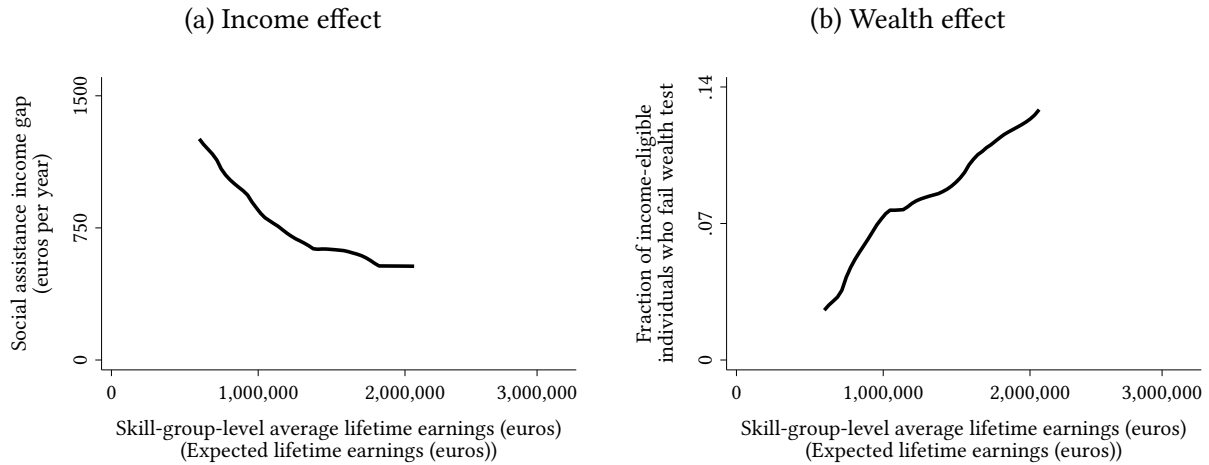 (a) Income effect
Social assistance income gap
(euros per year)
1500
750
0
0
1,000,000
2,000,000
3,000,000
Skill-group-level average lifetime earnings (euros)
(Expected lifetime earnings (euros))
(b) Wealth effect
Fraction of income-eligible
individuals who fail wealth test
.14
.07
0
0
1,000,000
2,000,000
3,000,000
Skill-group-level average lifetime earnings (euros)
(Expected lifetime earnings (euros))